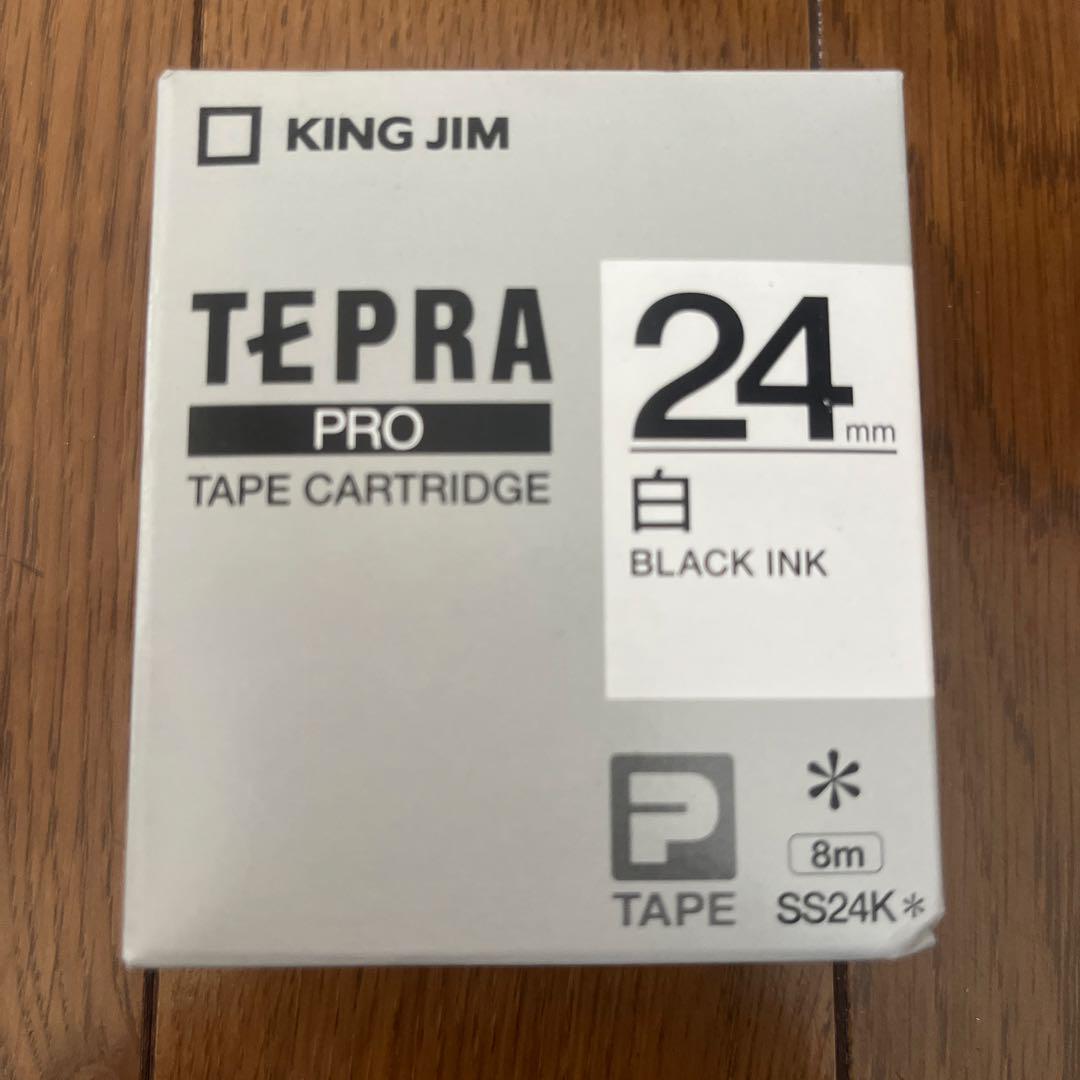 KING JIM
TEPRA
PRO
TAPE CARTRIDGE
24mm
白
BLACK INK
TAPE
*
8m
SS24K*